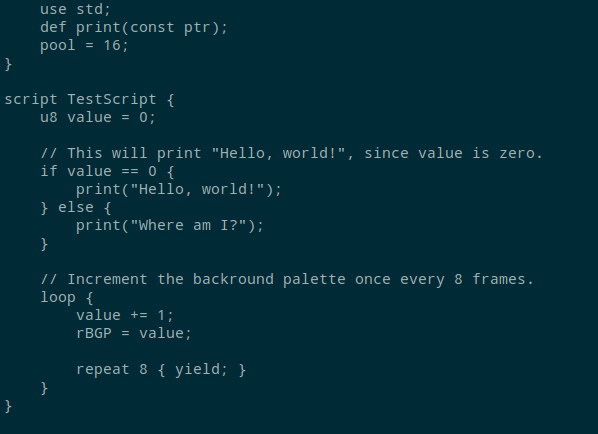 use std;
    def print(const ptr);
    pool = 16;
}

script TestScript {
    u8 value = 0;

    // This will print "Hello, world!", since value is zero.
    if value == 0 {
        print("Hello, world!");
    } else {
        print("Where am I?");
    }

    // Increment the backround palette once every 8 frames.
    loop {
        value += 1;
        rBGP = value;

        repeat 8 { yield; }
    }
}